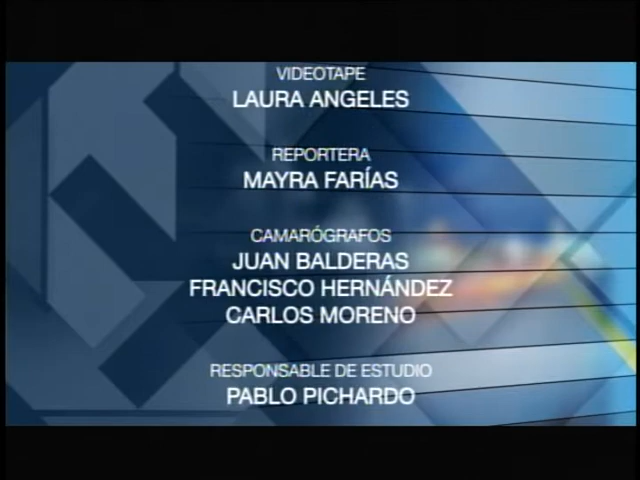 VIDEOTAPE
LAURA ANGELES
REPORTERA
MAYRA FARÍAS
CAMARÓGRAFOS
JUAN BALDERAS
FRANCISCO HERNÁNDEZ
CARLOS MORENO
RESPONSABLE DE ESTUDIO
PABLO PICHARDO